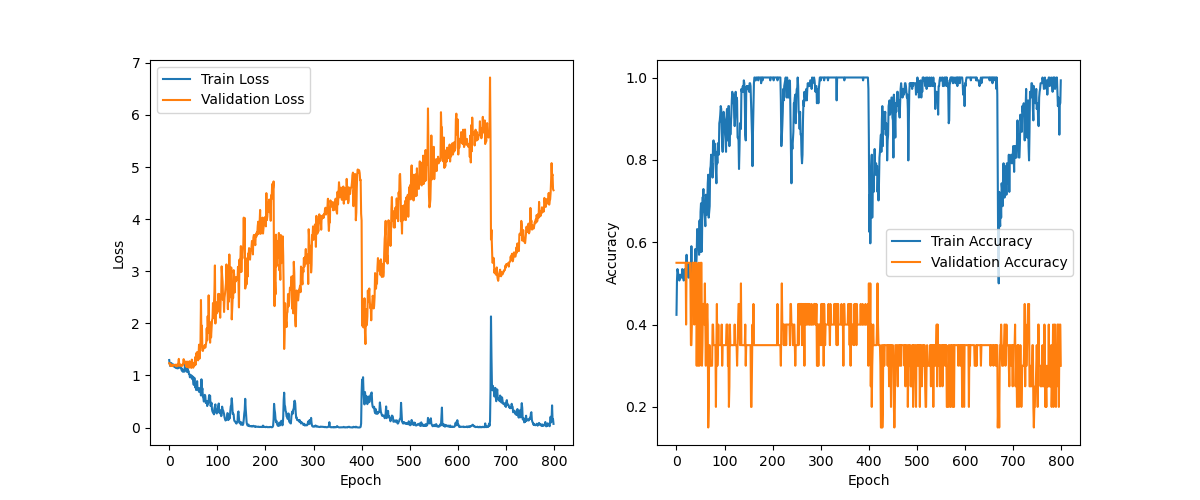 7
6
5
4
3
2
1
0
Loss
Train Loss
Validation Loss
0 100 200 300 400 500 600 700 800
Epoch
1.0
0.8
0.6
0.4
0.2
Accuracy
Train Accuracy
Validation Accuracy
0 100 200 300 400 500 600 700 800
Epoch